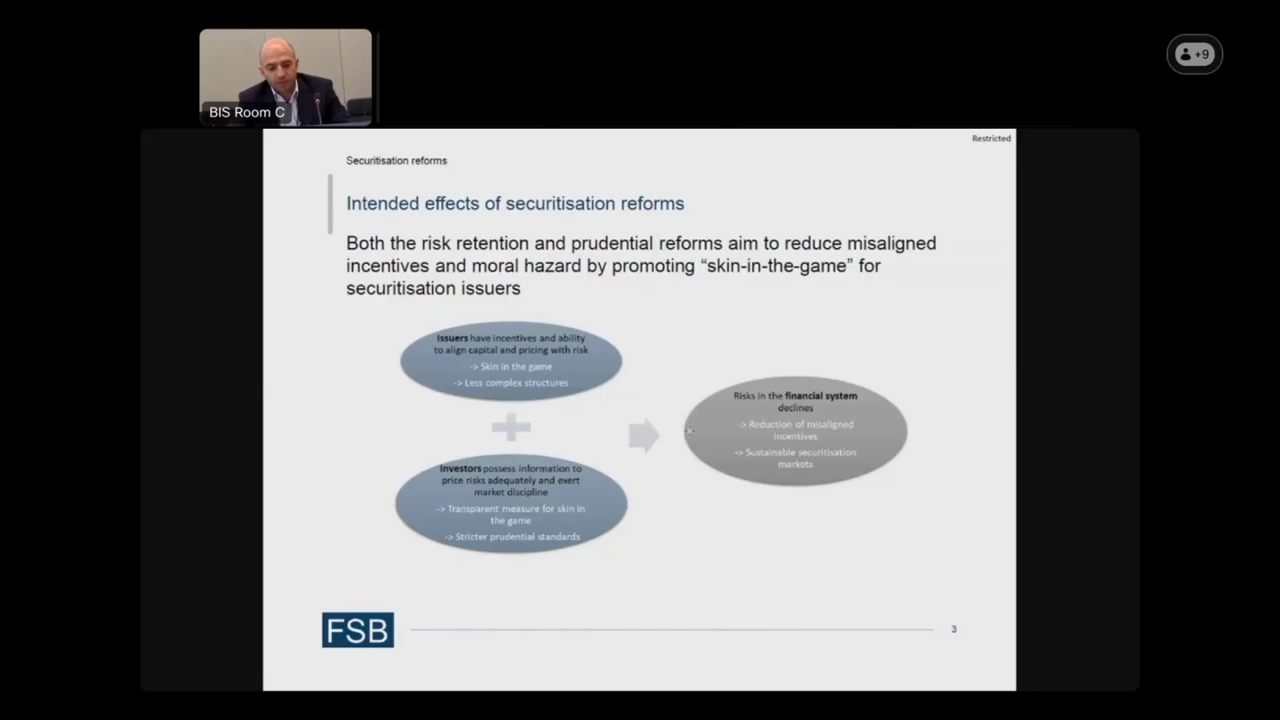 +9
BIS Room C
Restricted
Securitisation reforms
Intended effects of securitisation reforms
Both the risk retention and prudential reforms aim to reduce misaligned
incentives and moral hazard by promoting “skin-in-the-game” for
securitisation issuers
Issuers have incentives and ability
to align capital and pricing with risk
-> Skin in the game
-> Less complex structures
Investors possess information to
price risks adequately and exert
market discipline
-> Transparent measure for skin in
the game
-> Stricter prudential standards
Risks in the financial system
declines
-> Reduction of misaligned
incentives
-> Sustainable securitisation
markets
FSB
3